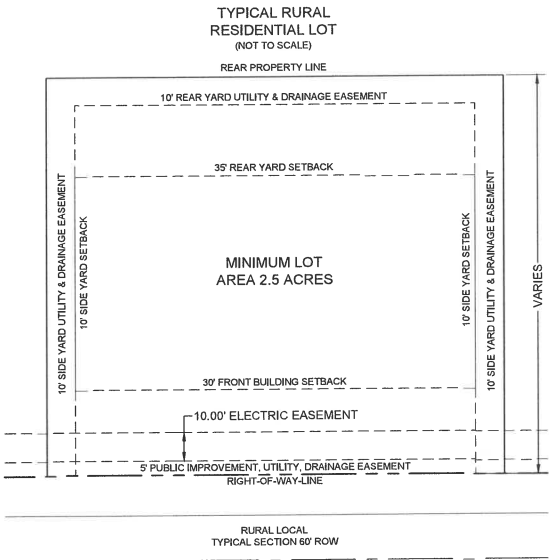 TYPICAL RURAL
RESIDENTIAL LOT
(NOT TO SCALE)
REAR PROPERTY LINE
10' REAR YARD UTILITY & DRAINAGE EASEMENT
35' REAR YARD SETBACK
10' SIDE YARD UTILITY & DRAINAGE EASEMENT
10' SIDE YARD SETBACK
MINIMUM LOT
AREA 2.5 ACRES
10' SIDE YARD SETBACK
10' SIDE YARD UTILITY & DRAINAGE EASEMENT
VARIES
30' FRONT BUILDING SETBACK
10.00' ELECTRIC EASEMENT
5' PUBLIC IMPROVEMENT, UTILITY, DRAINAGE EASEMENT
RIGHT-OF-WAY-LINE
RURAL LOCAL
TYPICAL SECTION 60' ROW